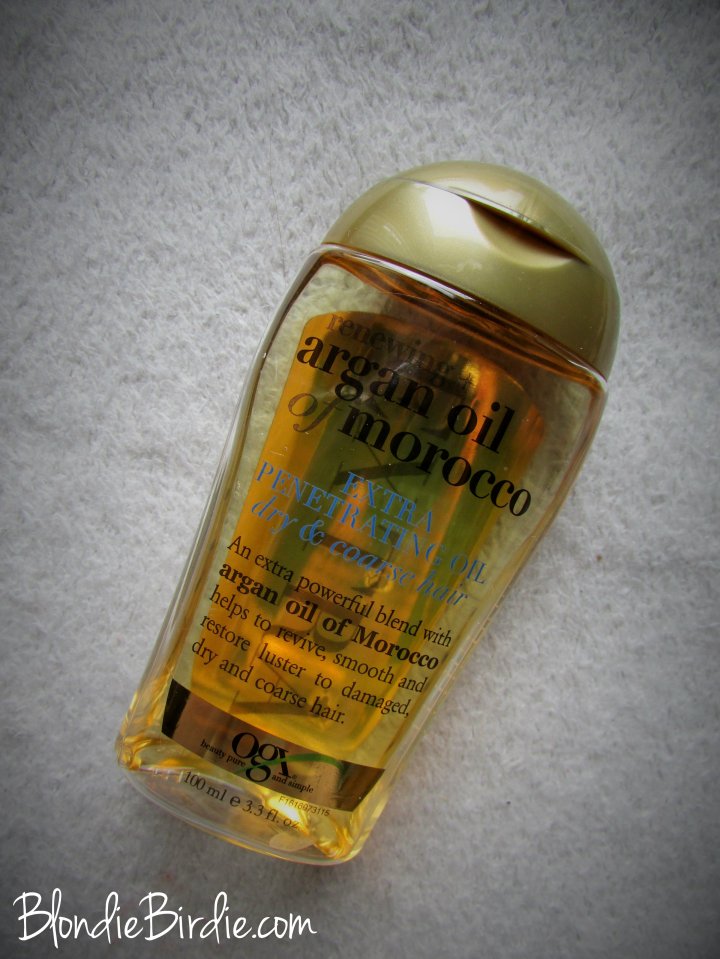 renewing +
argan oil
of morocco
EXTRA
PENETRATING OIL
dry & coarse hair
An extra powerful blend with
argan oil of Morocco
helps to revive, smooth and
restore luster to damaged,
dry and coarse hair.
ogx®
beauty pure and simple
100 ml e 3.3 fl. oz
BlondieBirdie.com